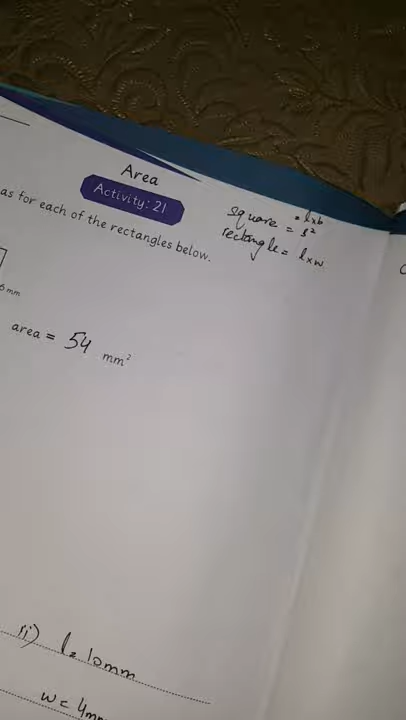 Area
Activity: 21
as for each of the rectangles below.
= l×b
square = s²
rectangle = l×w
6 mm
area = 54 mm²
ii) l = 10mm
w = 4mm